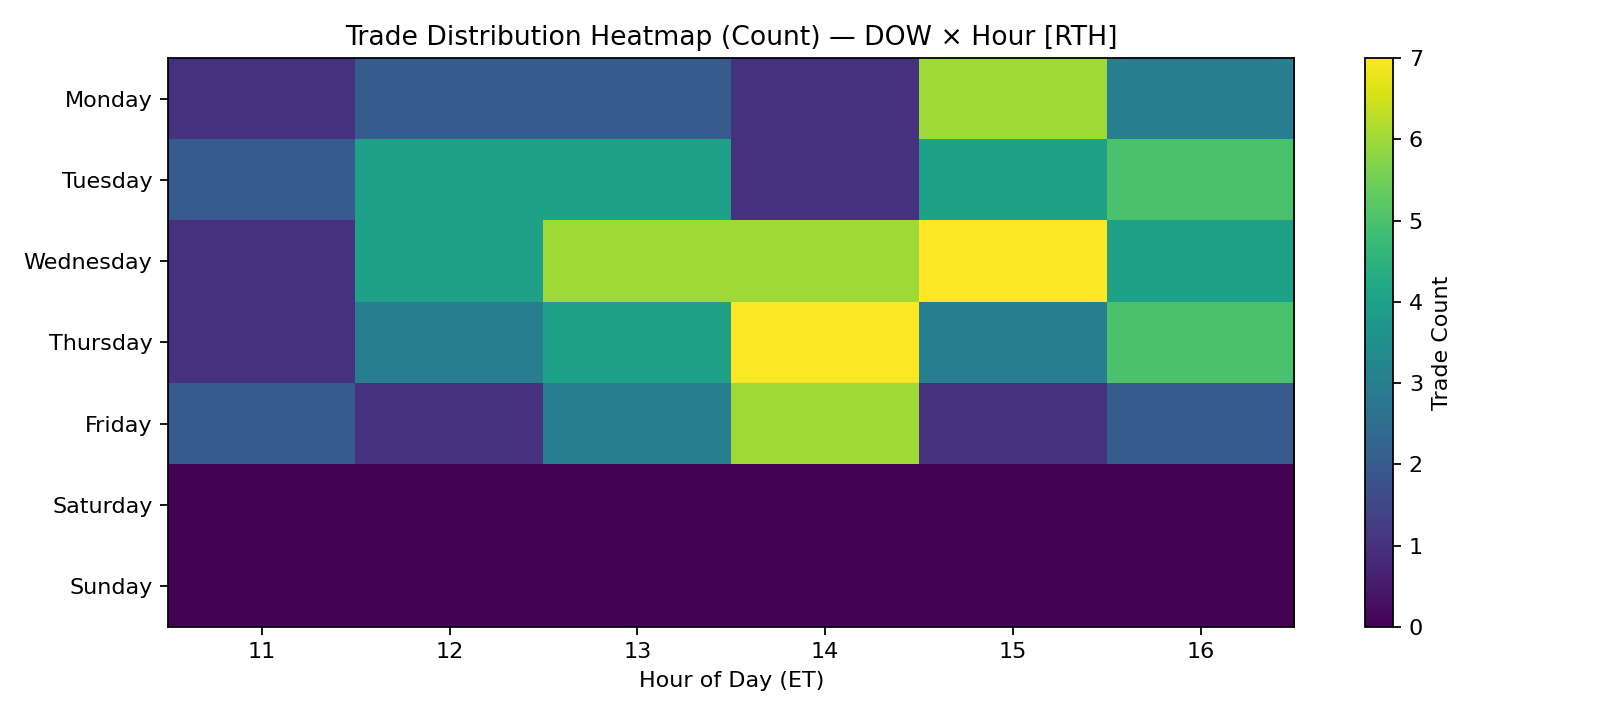 Trade Distribution Heatmap (Count) — DOW × Hour [RTH]
Monday
Tuesday
Wednesday
Thursday
Friday
Saturday
Sunday
11 12 13 14 15 16
Hour of Day (ET)
7
6
5
4
3
2
1
0
Trade Count